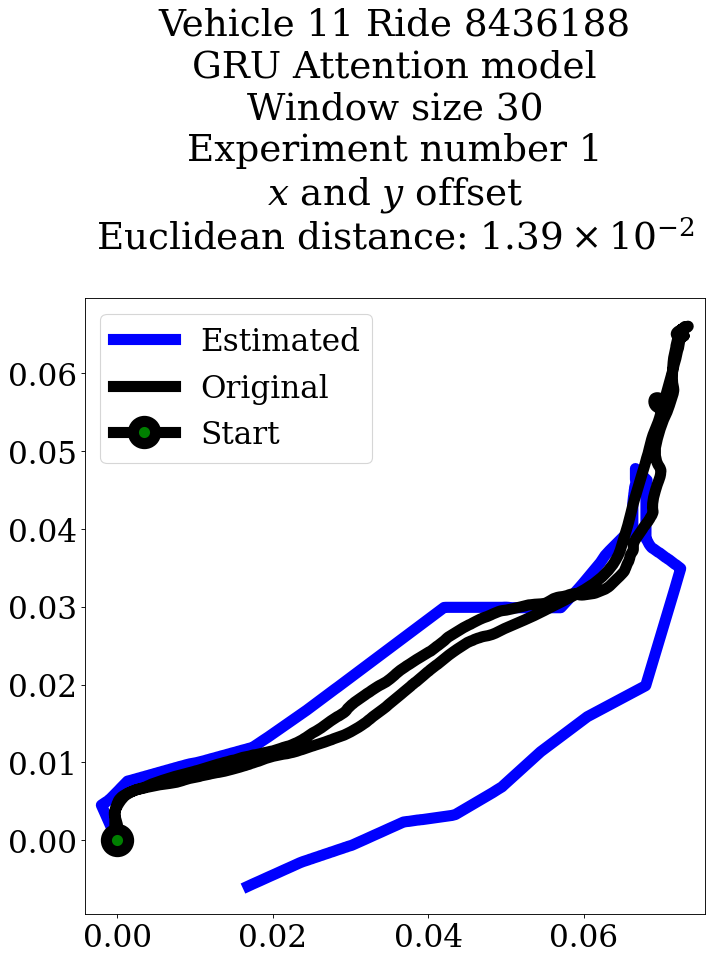 Vehicle 11 Ride 8436188
GRU Attention model
Window size 30
Experiment number 1
x and y offset
Euclidean distance: 1.39 × 10⁻²
Estimated
Original
Start
0.06
0.05
0.04
0.03
0.02
0.01
0.00
0.00 0.02 0.04 0.06